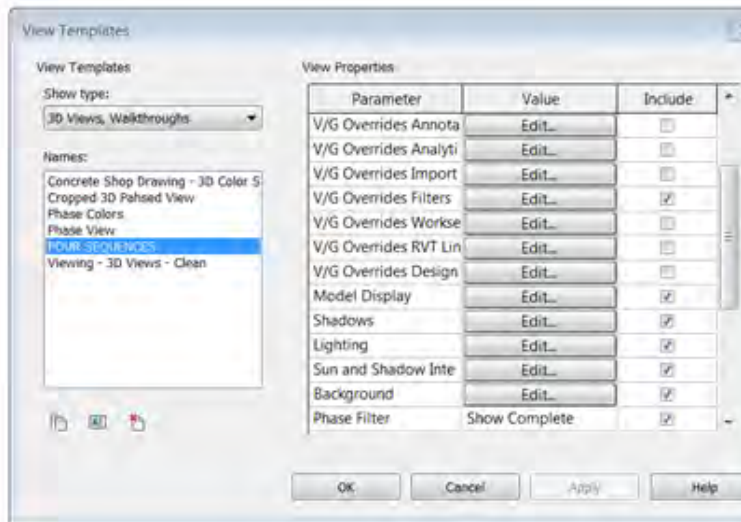 View Templates
View Templates
Show type:
3D Views, Walkthroughs
Names:
Concrete Shop Drawing - 3D Color S
Cropped 3D Pahsed View
Phase Colors
Phase View
POUR SEQUENCES
Viewing - 3D Views - Clean
View Properties
Parameter Value Include
V/G Overrides Annota Edit...
V/G Overrides Analyti Edit...
V/G Overrides Import Edit...
V/G Overrides Filters Edit...
V/G Overrides Workse Edit...
V/G Overrides RVT Lin Edit...
V/G Overrides Design Edit...
Model Display Edit...
Shadows Edit...
Lighting Edit...
Sun and Shadow Inte Edit...
Background Edit...
Phase Filter Show Complete
OK Cancel Apply Help